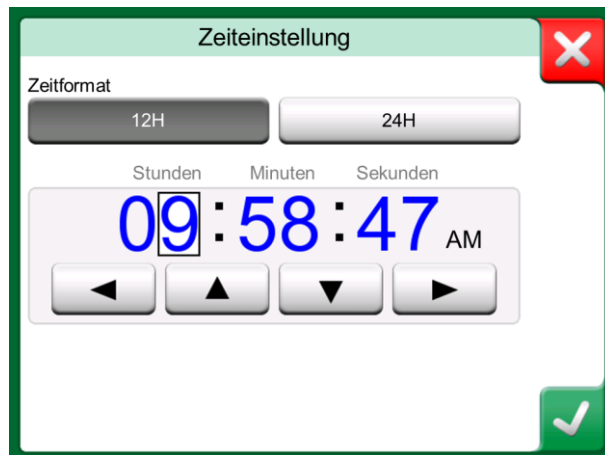 Zeiteinstellung
Zeitformat
12H 24H
Stunden Minuten Sekunden
09:58:47 AM